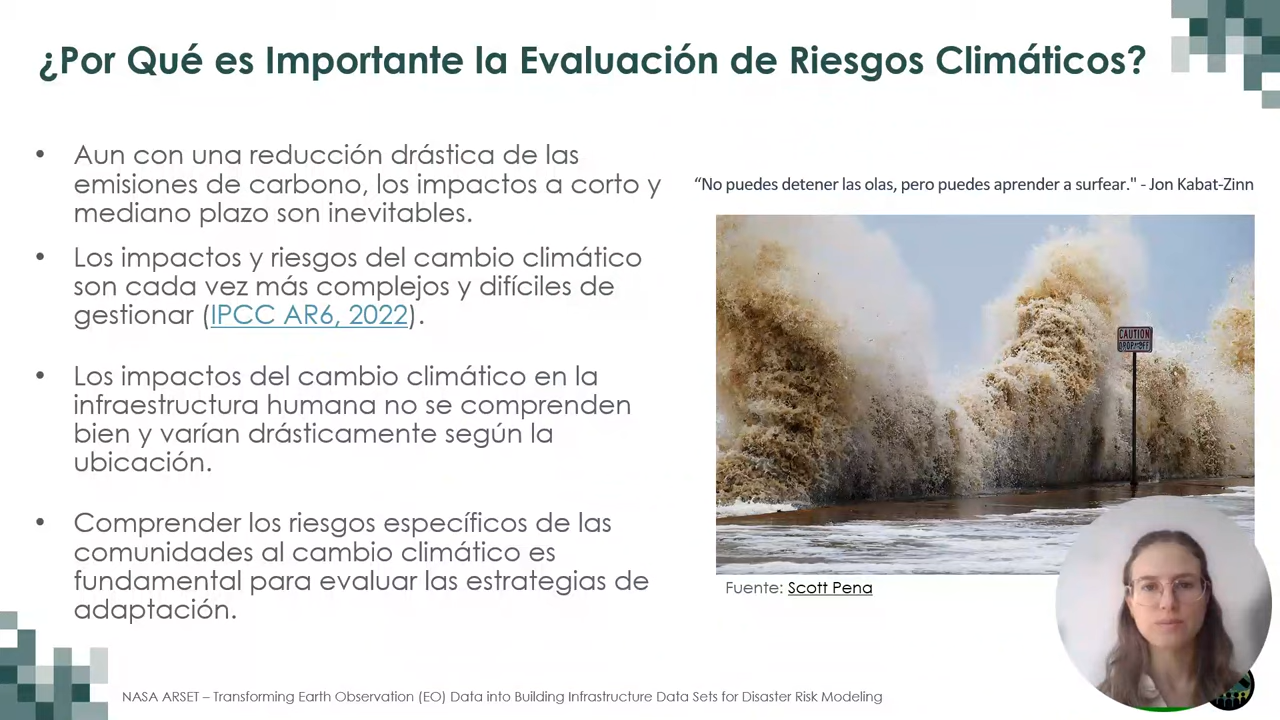 ¿Por Qué es Importante la Evaluación de Riesgos Climáticos?
• Aun con una reducción drástica de las
emisiones de carbono, los impactos a corto y
mediano plazo son inevitables.
• Los impactos y riesgos del cambio climático
son cada vez más complejos y difíciles de
gestionar (IPCC AR6, 2022).
• Los impactos del cambio climático en la
infraestructura humana no se comprenden
bien y varían drásticamente según la
ubicación.
• Comprender los riesgos específicos de las
comunidades al cambio climático es
fundamental para evaluar las estrategias de
adaptación.
“No puedes detener las olas, pero puedes aprender a surfear." - Jon Kabat-Zinn
CAUTION
DROP-OFF
Fuente: Scott Pena
NASA ARSET – Transforming Earth Observation (EO) Data into Building Infrastructure Data Sets for Disaster Risk Modeling